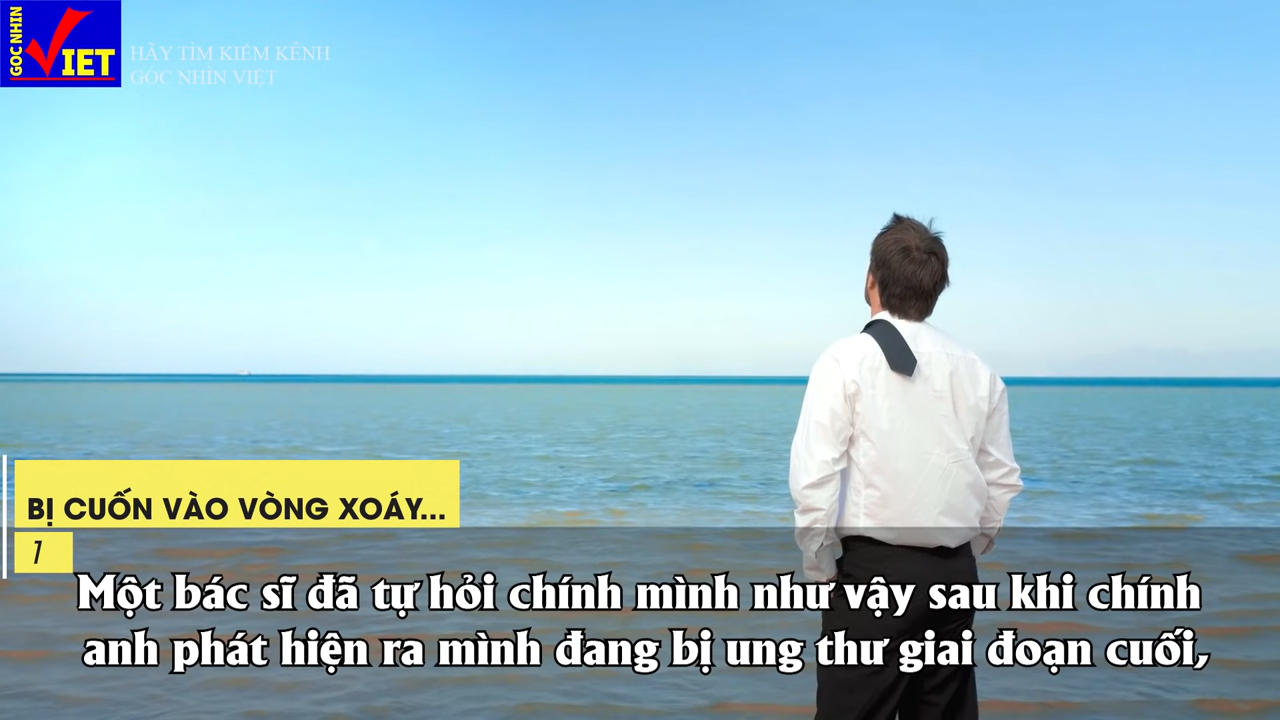 GOC NHIN
VIET
HÃY TÌM KIẾM KÊNH
GÓC NHÌN VIỆT
BỊ CUỐN VÀO VÒNG XOÁY...
1
Một bác sĩ đã tự hỏi chính mình như vậy sau khi chính
anh phát hiện ra mình đang bị ung thư giai đoạn cuối,